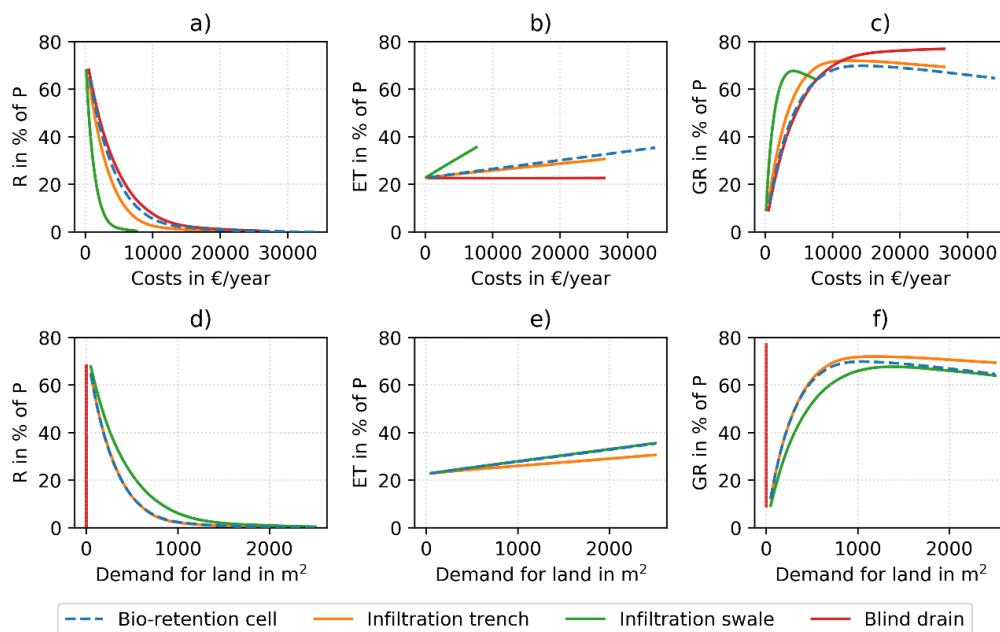 a)
b)
c)
80
60
40
20
0
R in % of P
0 10000 20000 30000
Costs in €/year
80
60
40
20
0
ET in % of P
0 10000 20000 30000
Costs in €/year
80
60
40
20
0
GR in % of P
0 10000 20000 30000
Costs in €/year
d)
e)
f)
80
60
40
20
0
R in % of P
0 1000 2000
Demand for land in m²
80
60
40
20
0
ET in % of P
0 1000 2000
Demand for land in m²
80
60
40
20
0
GR in % of P
0 1000 2000
Demand for land in m²
Bio-retention cell Infiltration trench Infiltration swale Blind drain